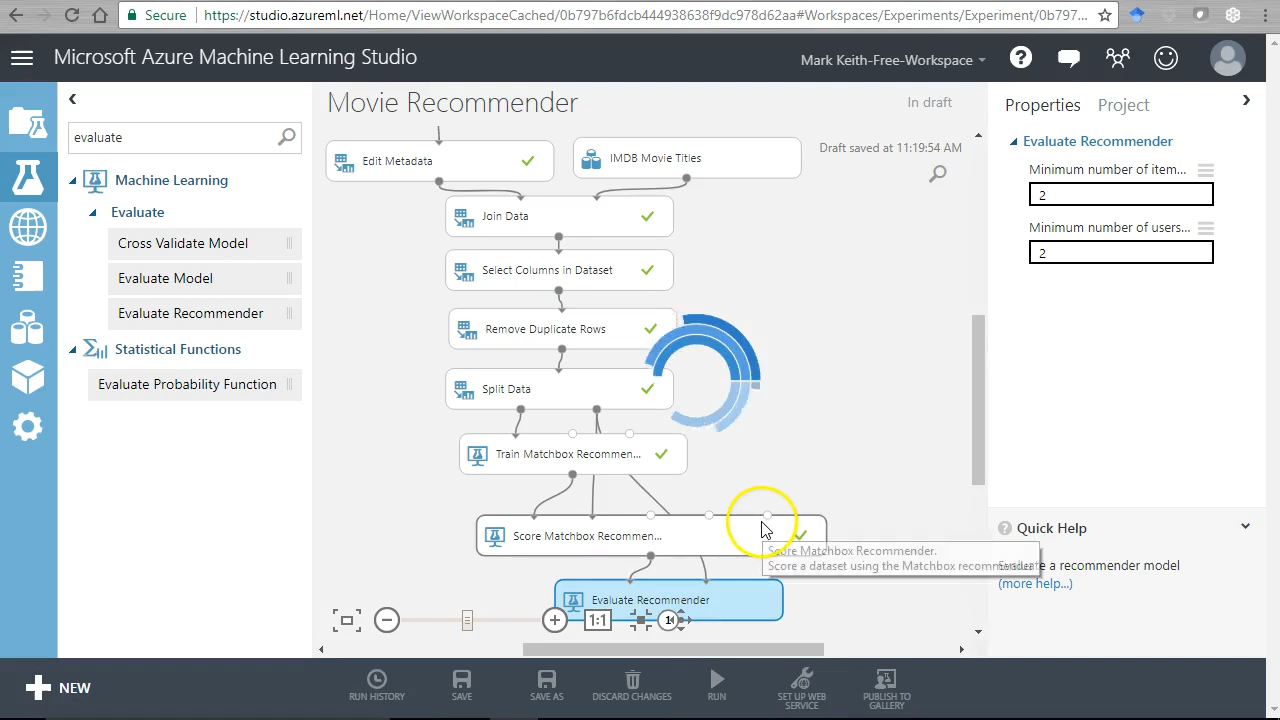 Secure
https://studio.azureml.net/Home/ViewWorkspaceCached/0b797b6fdcb444938638f9dc978d62aa#Workspaces/Experiments/Experiment/0b797...
Microsoft Azure Machine Learning Studio
Mark Keith-Free-Workspace
evaluate
Machine Learning
Evaluate
Cross Validate Model
Evaluate Model
Evaluate Recommender
Statistical Functions
Evaluate Probability Function
Movie Recommender
In draft
Draft saved at 11:19:54 AM
Edit Metadata
IMDB Movie Titles
Join Data
Select Columns in Dataset
Remove Duplicate Rows
Split Data
Train Matchbox Recommen...
Score Matchbox Recommen...
Score Matchbox Recommender.
Score a dataset using the Matchbox
Evaluate Recommender
1:1
Properties
Project
Evaluate Recommender
Minimum number of item...
2
Minimum number of users...
2
Quick Help
a recommender model
(more help...)
NEW
RUN HISTORY
SAVE
SAVE AS
DISCARD CHANGES
RUN
SET UP WEB
SERVICE
PUBLISH TO
GALLERY